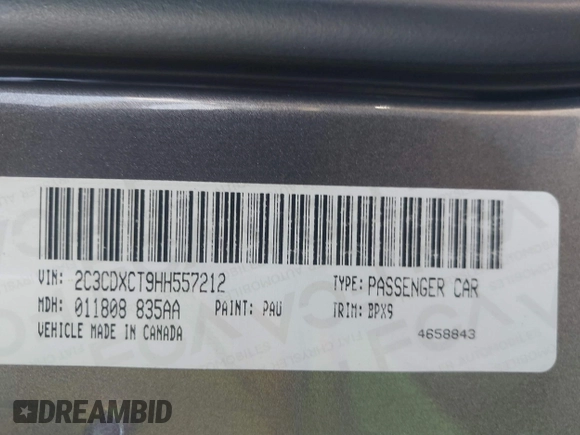 VIN: 2C3CDXCT9HH557212 TYPE: PASSENGER CAR
MDH: 011808 835AA PAINT: PAU TRIM: BPX9
VEHICLE MADE IN CANADA 4658843
DREAMBID